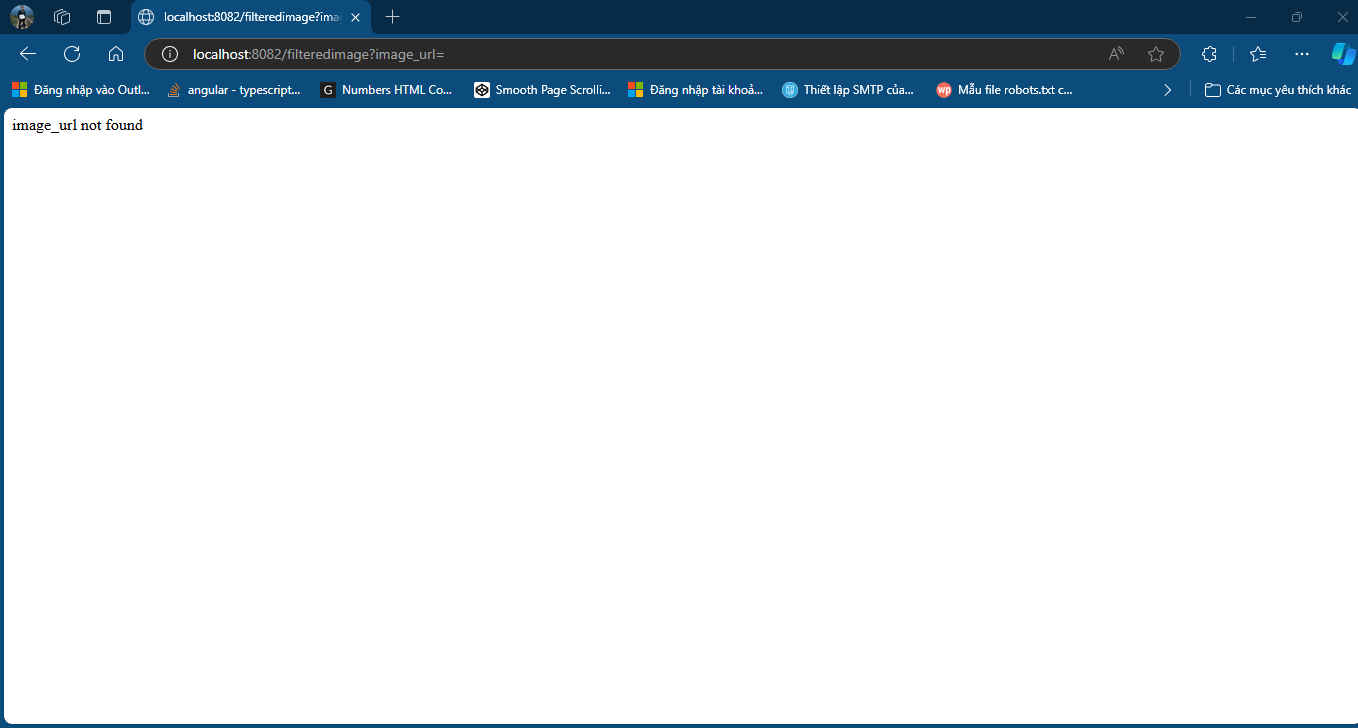 localhost:8082/filteredimage?ima
localhost:8082/filteredimage?image_url=
Đăng nhập vào Outl... angular - typescript... G Numbers HTML Co... Smooth Page Scrolli... Đăng nhập tài khoả... Thiết lập SMTP của... wp Mẫu file robots.txt c... Các mục yêu thích khác
image_url not found